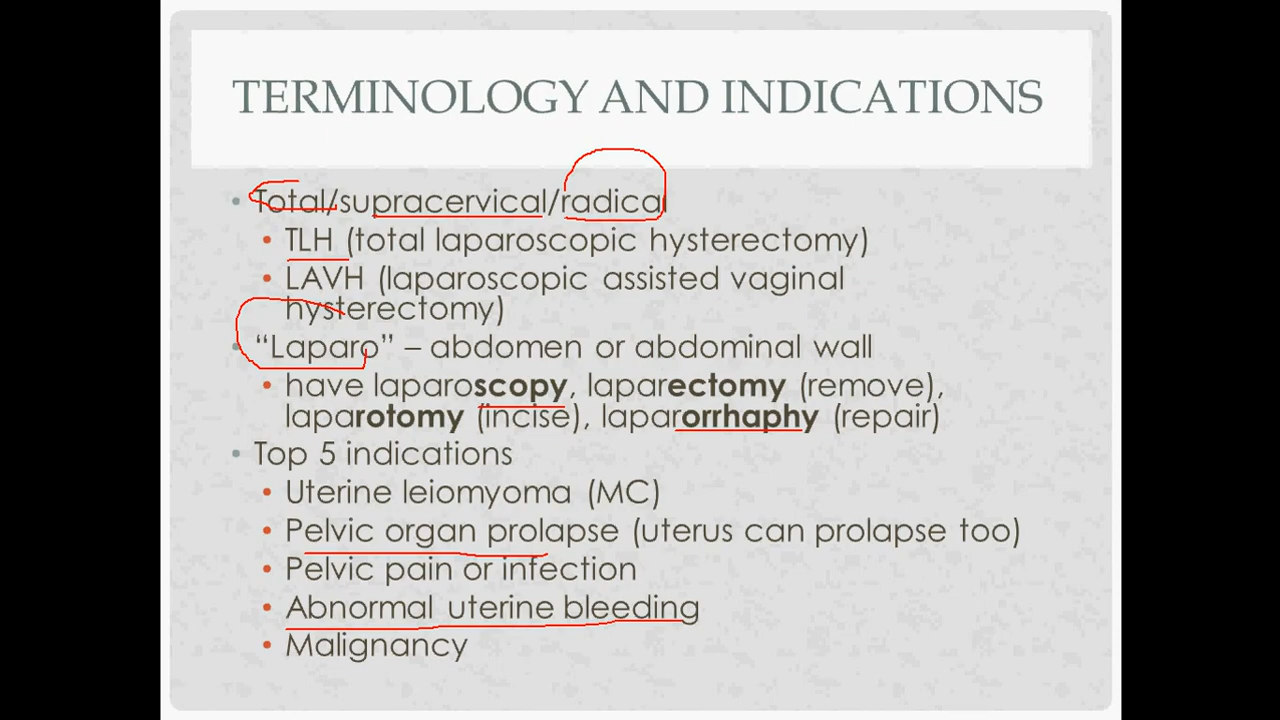 TERMINOLOGY AND INDICATIONS
• Total/supracervical/radical
• TLH (total laparoscopic hysterectomy)
• LAVH (laparoscopic assisted vaginal
hysterectomy)
• “Laparo” – abdomen or abdominal wall
• have laparoscopy, laparectomy (remove),
laparotomy (incise), laparorrhaphy (repair)
• Top 5 indications
• Uterine leiomyoma (MC)
• Pelvic organ prolapse (uterus can prolapse too)
• Pelvic pain or infection
• Abnormal uterine bleeding
• Malignancy